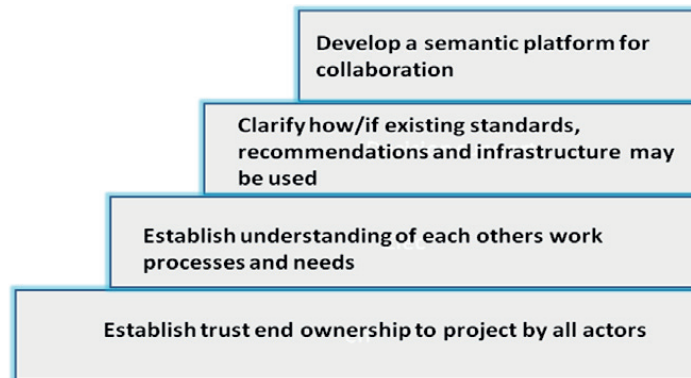 Develop a semantic platform for
collaboration
Clarify how/if existing standards,
recommendations and infrastructure may
be used
Establish understanding of each others work
processes and needs
Establish trust end ownership to project by all actors